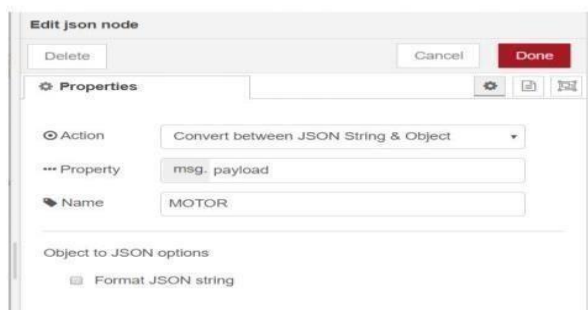 Edit json node
Delete Cancel Done
Properties
Action Convert between JSON String & Object
Property msg. payload
Name MOTOR
Object to JSON options
Format JSON string